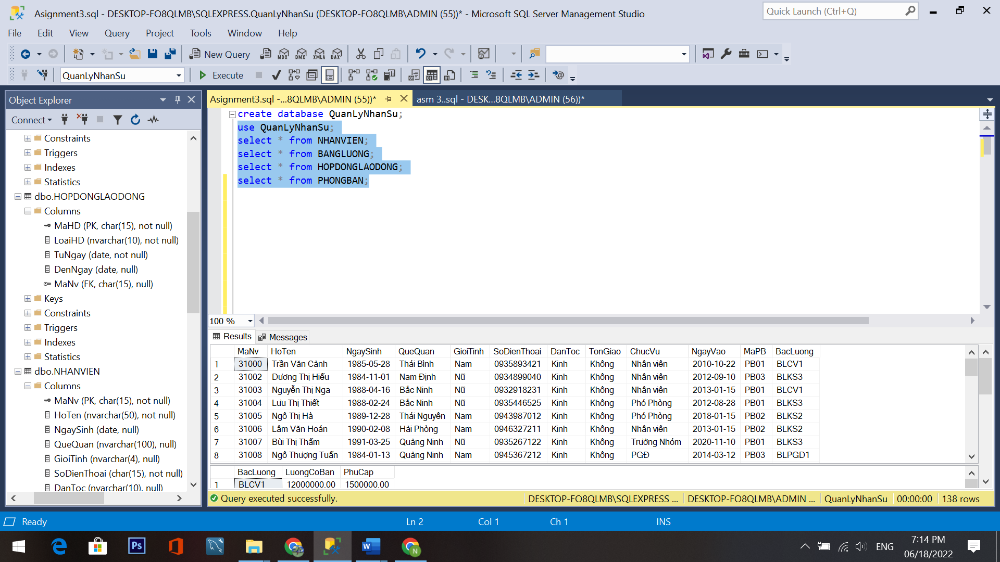 Asignment3.sql - DESKTOP-FO8QLMB\SQLEXPRESS.QuanLyNhanSu (DESKTOP-FO8QLMB\ADMIN (55))* - Microsoft SQL Server Management Studio
Quick Launch (Ctrl+Q)
File Edit View Query Project Tools Window Help
New Query
MDX DMX XMLA DAX
QuanLyNhanSu
Execute
Object Explorer
Connect
Constraints
Triggers
Indexes
Statistics
dbo.HOPDONGLAODONG
Columns
MaHD (PK, char(15), not null)
LoaiHD (nvarchar(10), not null)
TuNgay (date, not null)
DenNgay (date, null)
MaNv (FK, char(15), null)
Keys
Constraints
Triggers
Indexes
Statistics
dbo.NHANVIEN
Columns
MaNv (PK, char(15), not null)
HoTen (nvarchar(50), not null)
NgaySinh (date, null)
QueQuan (nvarchar(100), null)
GioiTinh (nvarchar(4), null)
SoDienThoai (char(15), not null)
DanToc (nvarchar(10), null)
Asignment3.sql -...8QLMB\ADMIN (55))*
asm 3..sql - DESK...8QLMB\ADMIN (56))*
create database QuanLyNhanSu;
use QuanLyNhanSu;
select * from NHANVIEN;
select * from BANGLUONG;
select * from HOPDONGLAODONG;
select * from PHONGBAN;
100 %
Results Messages
MaNv HoTen NgaySinh QueQuan GioiTinh SoDienThoai DanToc TonGiao ChucVu NgayVao MaPB BacLuong
1 31000 Trần Văn Cảnh 1985-05-28 Thái Bình Nam 0935893421 Kinh Không Nhân viên 2010-10-22 PB01 BLCV1
2 31002 Dương Thị Hiếu 1984-11-01 Nam Định Nữ 0934899040 Kinh Không Nhân viên 2012-09-10 PB03 BLKS3
3 31003 Nguyễn Thị Nga 1988-04-16 Bắc Ninh Nữ 0932918231 Kinh Không Nhân viên 2013-01-15 PB01 BLCV1
4 31004 Lưu Thị Thiết 1988-02-24 Bắc Ninh Nữ 0935446525 Kinh Không Phó Phòng 2012-08-28 PB01 BLKS3
5 31005 Ngô Thị Hà 1989-12-28 Thái Nguyên Nam 0943987012 Kinh Không Phó Phòng 2018-01-15 PB02 BLKS2
6 31006 Lâm Văn Hoán 1990-02-08 Hải Phòng Nam 0946327211 Kinh Không Nhân viên 2013-01-15 PB02 BLKS2
7 31007 Bùi Thị Thấm 1991-03-25 Quảng Ninh Nữ 0935267122 Kinh Không Trưởng Nhóm 2020-11-10 PB01 BLKS3
8 31008 Ngô Thượng Tuấn 1984-01-13 Quảng Ninh Nam 0945367212 Kinh Không PGĐ 2014-03-12 PB03 BLPGD1
BacLuong LuongCoBan PhuCap
1 BLCV1 12000000.00 1500000.00
Query executed successfully.
DESKTOP-FO8QLMB\SQLEXPRESS ... DESKTOP-FO8QLMB\ADMIN ... QuanLyNhanSu 00:00:00 138 rows
Ready Ln 2 Col 1 Ch 1 INS
Ps
W
N
ENG
7:14 PM
06/18/2022